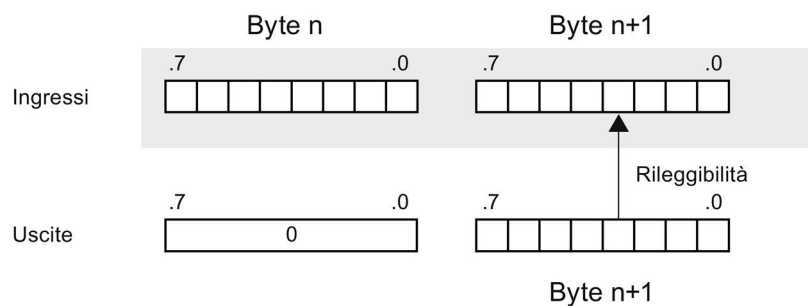 Byte n Byte n+1
.7 .0 .7 .0
Ingressi
Rileggibilità
.7 .0 .7 .0
Uscite 0
Byte n+1